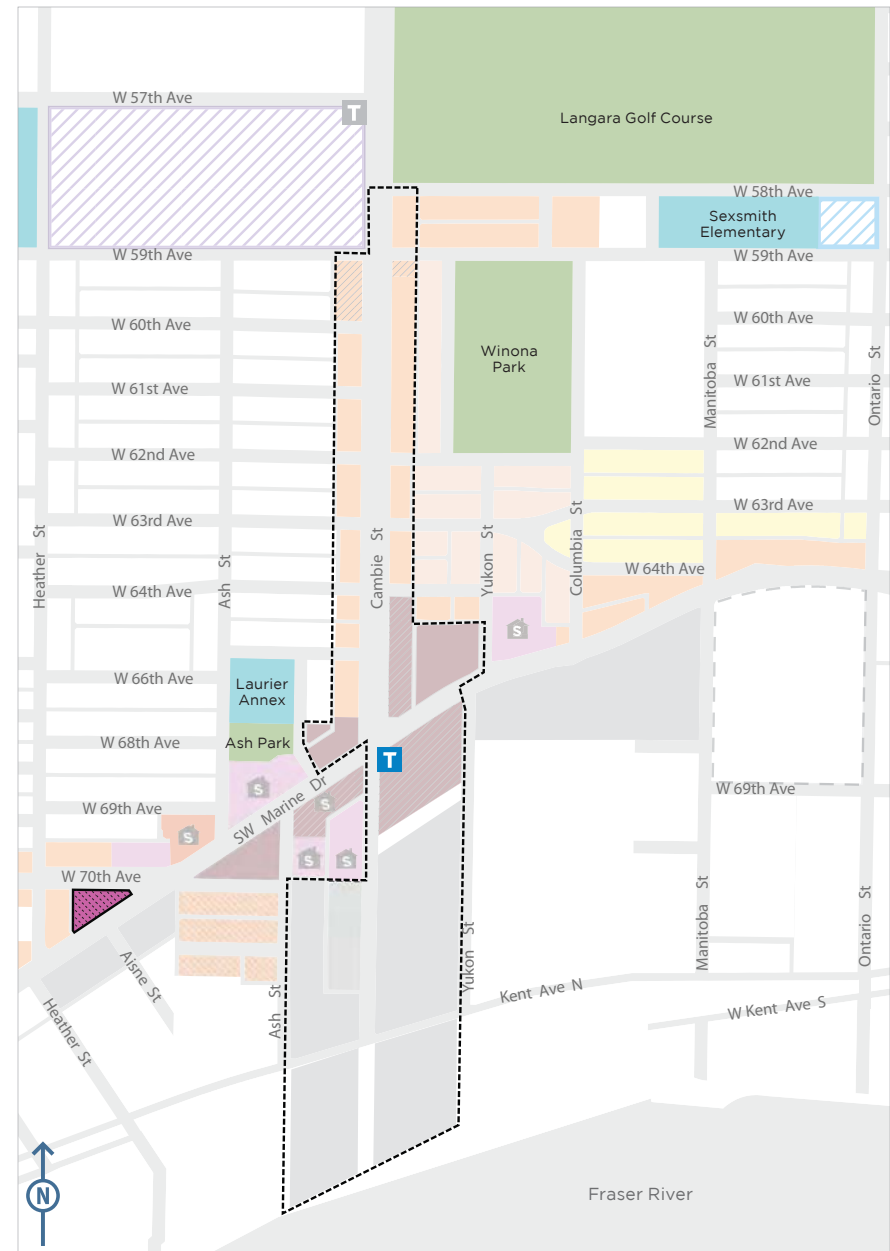 W 57th Ave
T
Langara Golf Course
W 58th Ave
Sexsmith
Elementary
W 59th Ave
W 59th Ave
W 60th Ave
W 60th Ave
Winona
Park
W 61st Ave
W 61st Ave
Manitoba St
Ontario St
W 62nd Ave
W 62nd Ave
W 63rd Ave
W 63rd Ave
Heather St
Ash St
Cambie St
Yukon St
Columbia St
W 64th Ave
W 64th Ave
S
W 66th Ave
Laurier
Annex
W 68th Ave
Ash Park
T
W 69th Ave
S
SW Marine Dr
S
W 69th Ave
S
S
S
W 70th Ave
Aisne St
Ash St
Yukon St
Manitoba St
Ontario St
Kent Ave N
W Kent Ave S
Heather St
N
Fraser River